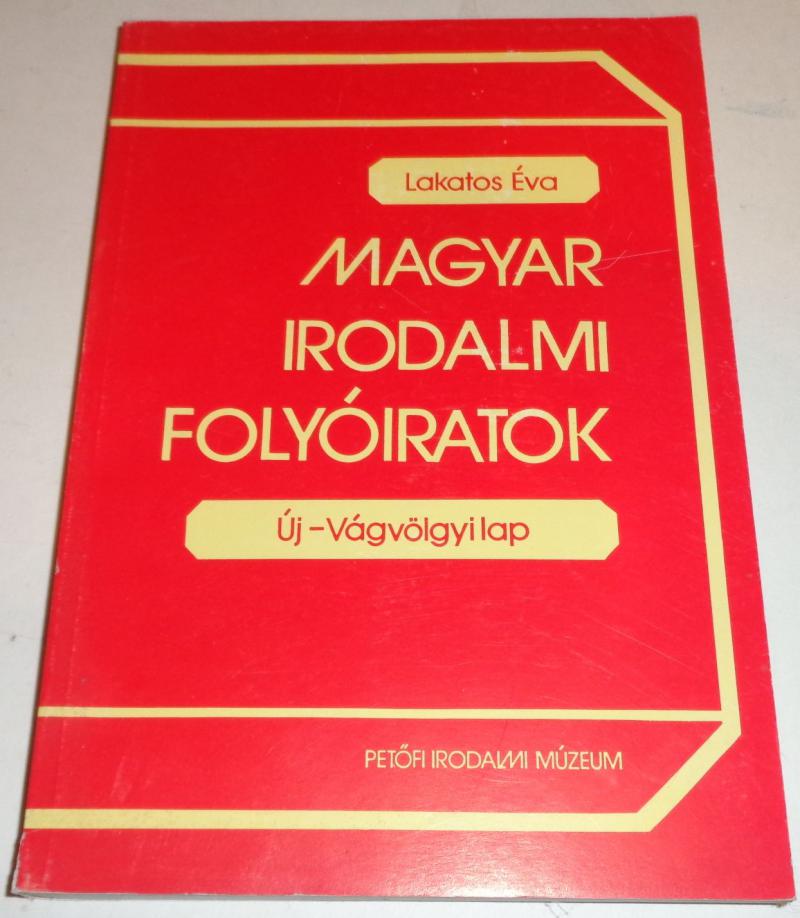 Lakatos Éva
MAGYAR
IRODALMI
FOLYÓIRATOK
Új–Vágvölgyi lap
PETŐFI IRODALMI MÚZEUM